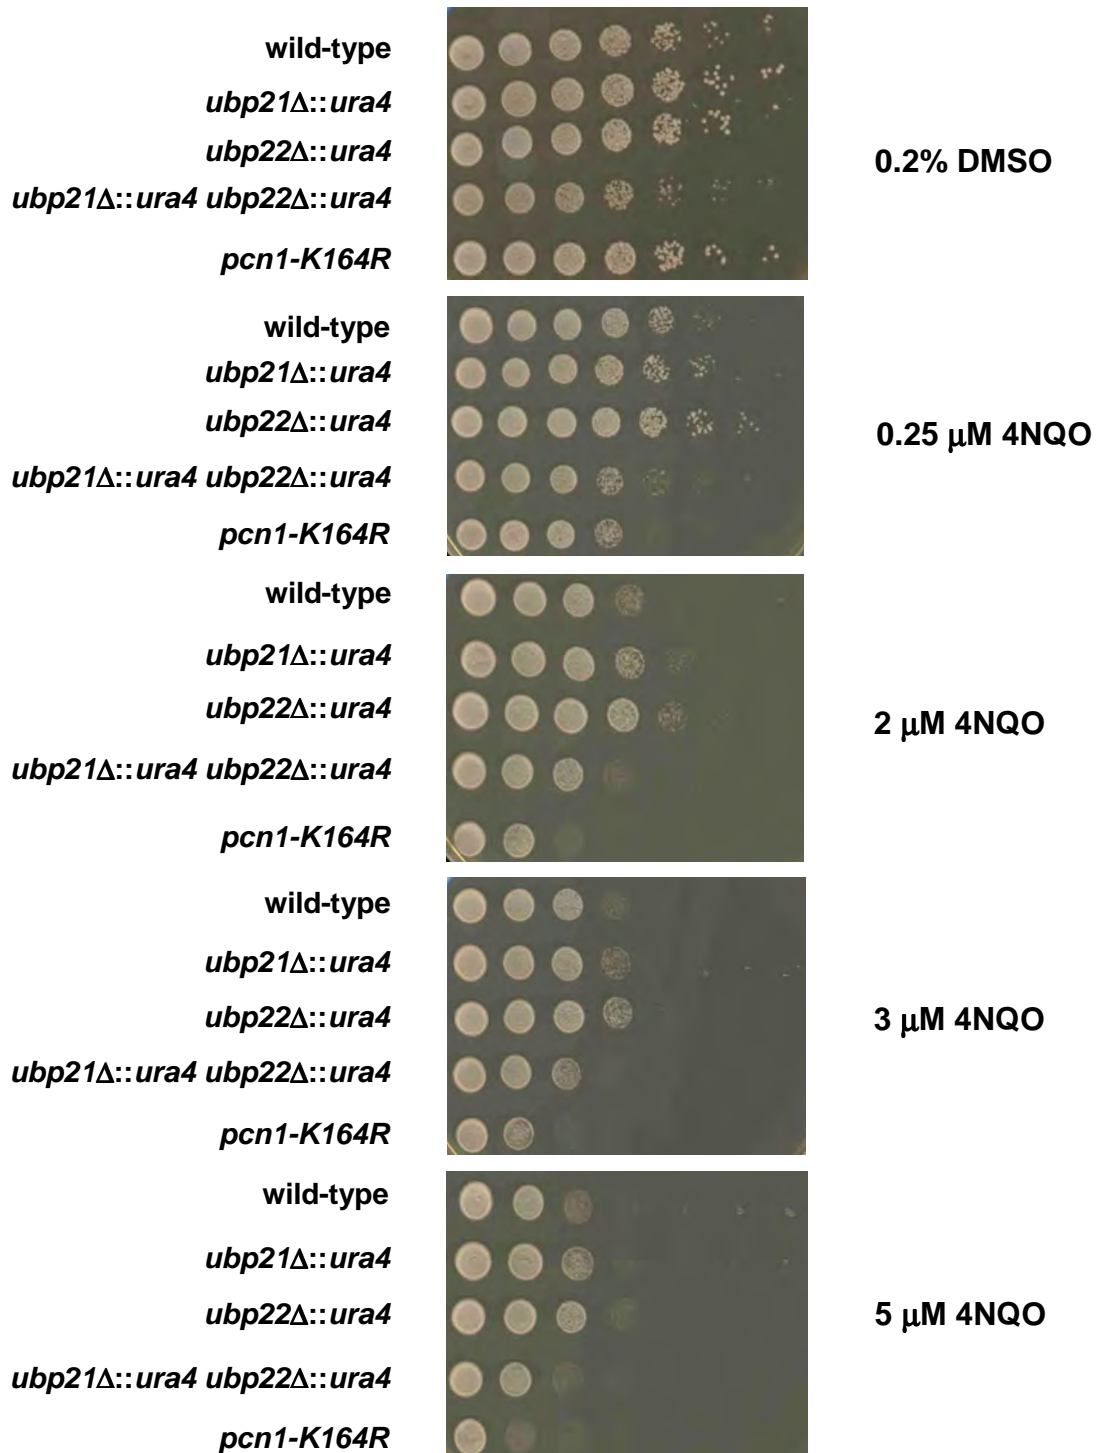 wild-type
ubp21Δ::ura4
ubp22Δ::ura4
ubp21Δ::ura4 ubp22Δ::ura4
pcn1-K164R
0.2% DMSO
wild-type
ubp21Δ::ura4
ubp22Δ::ura4
ubp21Δ::ura4 ubp22Δ::ura4
pcn1-K164R
0.25 μM 4NQO
wild-type
ubp21Δ::ura4
ubp22Δ::ura4
ubp21Δ::ura4 ubp22Δ::ura4
pcn1-K164R
2 μM 4NQO
wild-type
ubp21Δ::ura4
ubp22Δ::ura4
ubp21Δ::ura4 ubp22Δ::ura4
pcn1-K164R
3 μM 4NQO
wild-type
ubp21Δ::ura4
ubp22Δ::ura4
ubp21Δ::ura4 ubp22Δ::ura4
pcn1-K164R
5 μM 4NQO